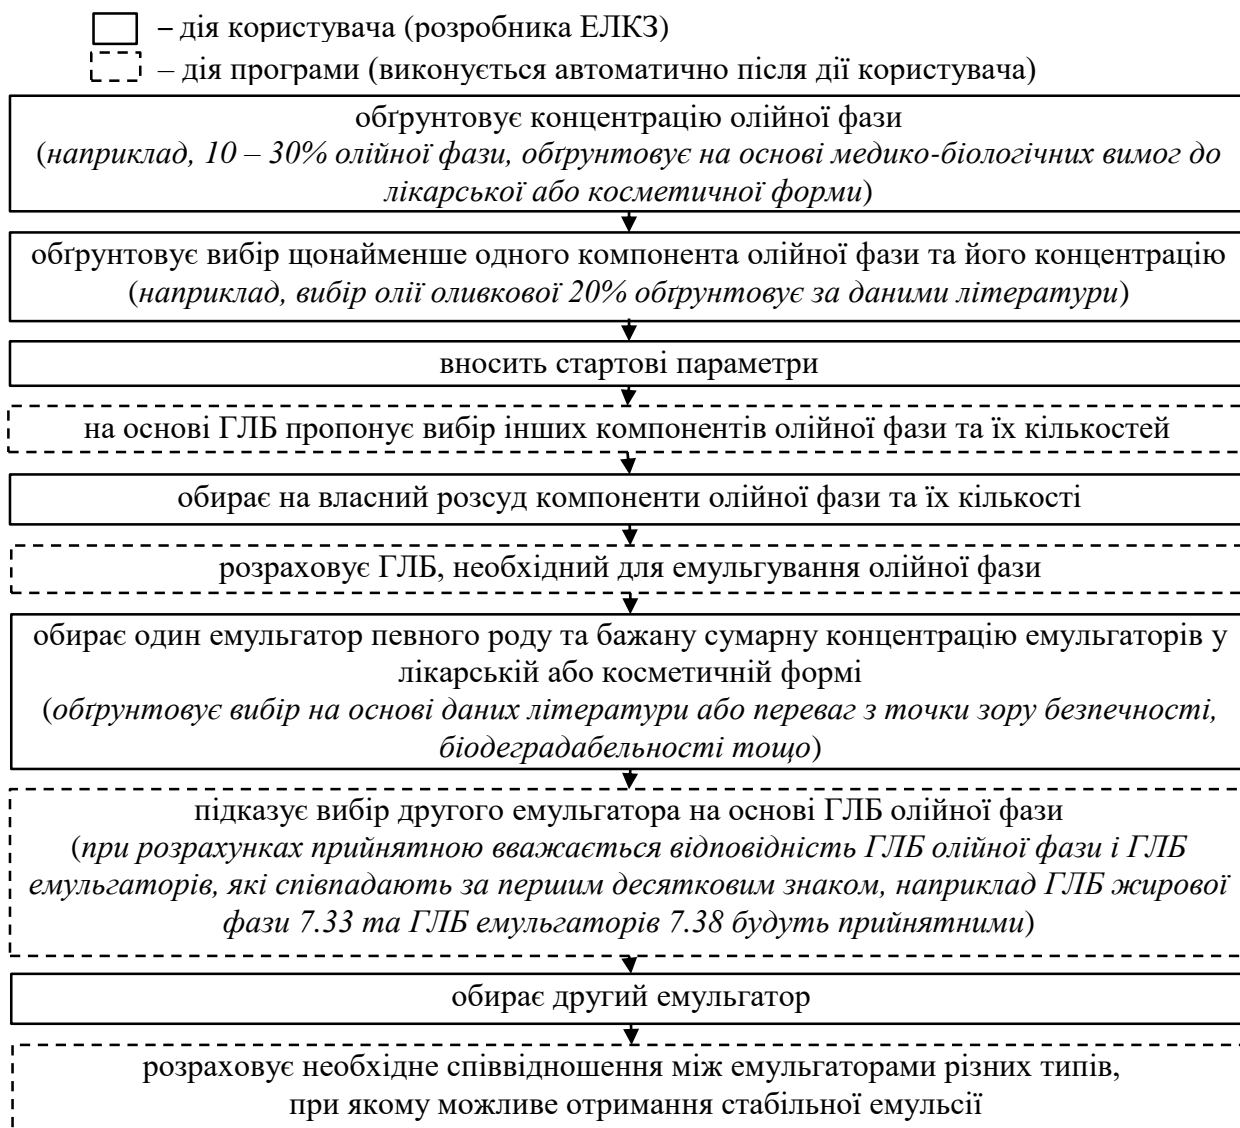 – дія користувача (розробника ЕЛКЗ)
– дія програми (виконується автоматично після дії користувача)
обґрунтовує концентрацію олійної фази
(наприклад, 10 – 30% олійної фази, обґрунтовує на основі медико-біологічних вимог до
лікарської або косметичної форми)
обґрунтовує вибір щонайменше одного компонента олійної фази та його концентрацію
(наприклад, вибір олії оливкової 20% обґрунтовує за даними літератури)
вносить стартові параметри
на основі ГЛБ пропонує вибір інших компонентів олійної фази та їх кількостей
обирає на власний розсуд компоненти олійної фази та їх кількості
розраховує ГЛБ, необхідний для емульгування олійної фази
обирає один емульгатор певного роду та бажану сумарну концентрацію емульгаторів у
лікарській або косметичній формі
(обґрунтовує вибір на основі даних літератури або переваг з точки зору безпечності,
біодеградабельності тощо)
підказує вибір другого емульгатора на основі ГЛБ олійної фази
(при розрахунках прийнятною вважається відповідність ГЛБ олійної фази і ГЛБ
емульгаторів, які співпадають за першим десятковим знаком, наприклад ГЛБ жирової
фази 7.33 та ГЛБ емульгаторів 7.38 будуть прийнятними)
обирає другий емульгатор
розраховує необхідне співвідношення між емульгаторами різних типів,
при якому можливе отримання стабільної емульсії